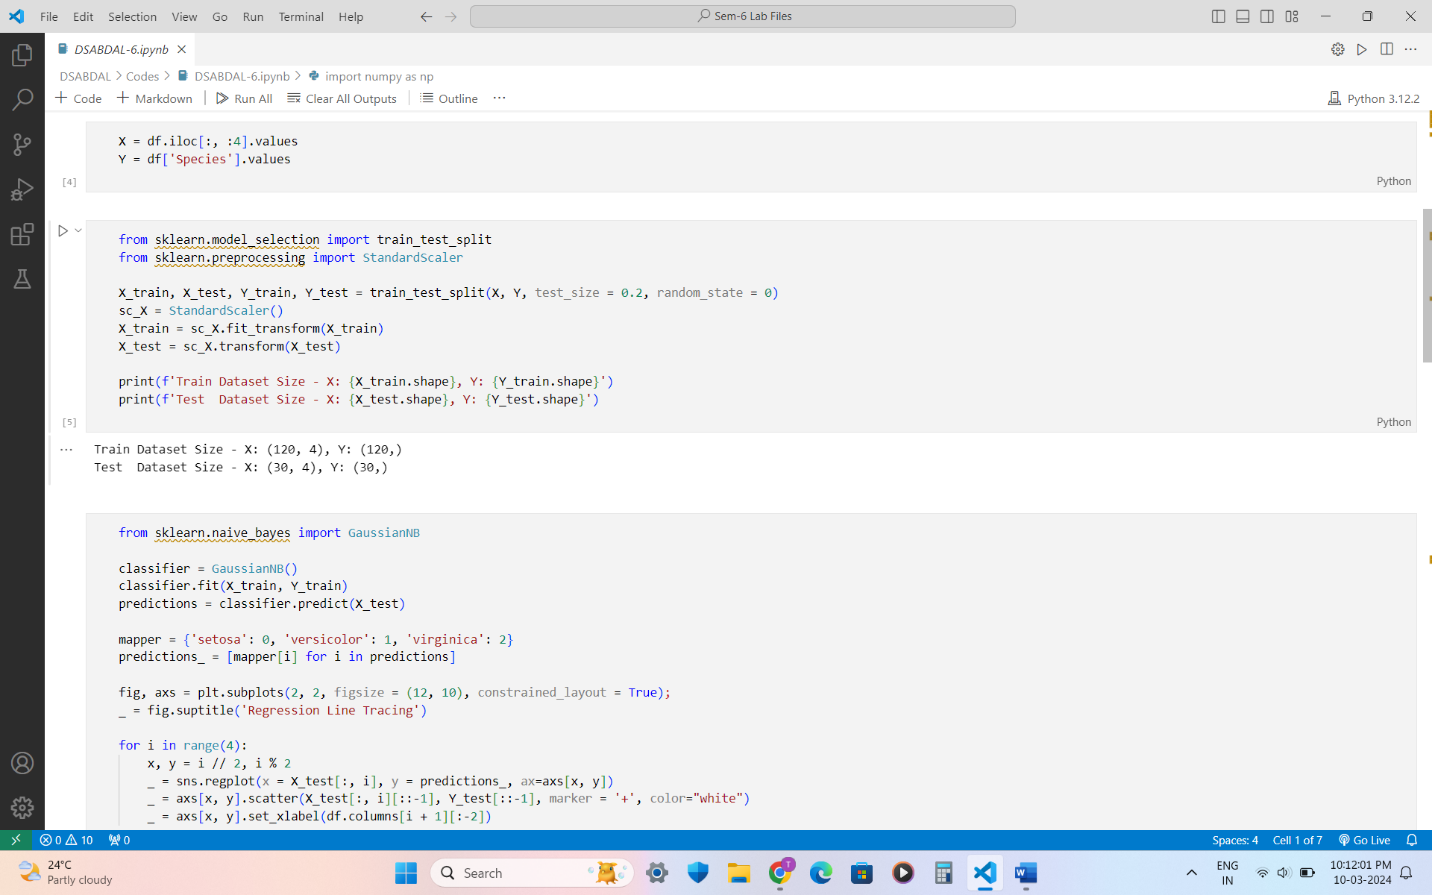 File Edit Selection View Go Run Terminal Help Sem-6 Lab Files
DSABDAL-6.ipynb
DSABDAL > Codes > DSABDAL-6.ipynb > import numpy as np
+ Code + Markdown Run All Clear All Outputs Outline ... Python 3.12.2
X = df.iloc[:, :4].values
Y = df['Species'].values
[4] Python
from sklearn.model_selection import train_test_split
from sklearn.preprocessing import StandardScaler
X_train, X_test, Y_train, Y_test = train_test_split(X, Y, test_size = 0.2, random_state = 0)
sc_X = StandardScaler()
X_train = sc_X.fit_transform(X_train)
X_test = sc_X.transform(X_test)
print(f'Train Dataset Size - X: {X_train.shape}, Y: {Y_train.shape}')
print(f'Test  Dataset Size - X: {X_test.shape}, Y: {Y_test.shape}')
[5] Python
... Train Dataset Size - X: (120, 4), Y: (120,)
Test  Dataset Size - X: (30, 4), Y: (30,)
from sklearn.naive_bayes import GaussianNB
classifier = GaussianNB()
classifier.fit(X_train, Y_train)
predictions = classifier.predict(X_test)
mapper = {'setosa': 0, 'versicolor': 1, 'virginica': 2}
predictions_ = [mapper[i] for i in predictions]
fig, axs = plt.subplots(2, 2, figsize = (12, 10), constrained_layout = True);
_ = fig.suptitle('Regression Line Tracing')
for i in range(4):
x, y = i // 2, i % 2
_ = sns.regplot(x = X_test[:, i], y = predictions_, ax=axs[x, y])
_ = axs[x, y].scatter(X_test[:, i][::-1], Y_test[::-1], marker = '+', color="white")
_ = axs[x, y].set_xlabel(df.columns[i + 1][:-2])
0 10 0 Spaces: 4 Cell 1 of 7 Go Live
24°C
Partly cloudy
Search
T
ENG
IN
10:12:01 PM
10-03-2024